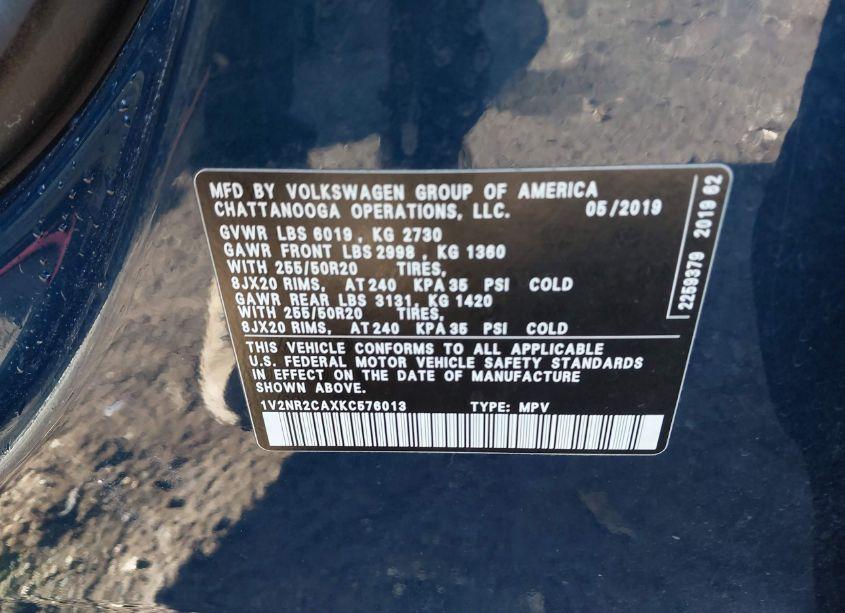 MFD BY VOLKSWAGEN GROUP OF AMERICA
CHATTANOOGA OPERATIONS, LLC. 05/2019
GVWR LBS 6019, KG 2730
GAWR FRONT LBS 2998, KG 1360
WITH 255/50R20 TIRES,
8JX20 RIMS, AT 240 KPA 35 PSI COLD
GAWR REAR LBS 3131, KG 1420
WITH 255/50R20 TIRES,
8JX20 RIMS, AT 240 KPA 35 PSI COLD
THIS VEHICLE CONFORMS TO ALL APPLICABLE
U.S. FEDERAL MOTOR VEHICLE SAFETY STANDARDS
IN EFFECT ON THE DATE OF MANUFACTURE
SHOWN ABOVE.
1V2NR2CAXKC576013 TYPE: MPV
2259379 2019 62